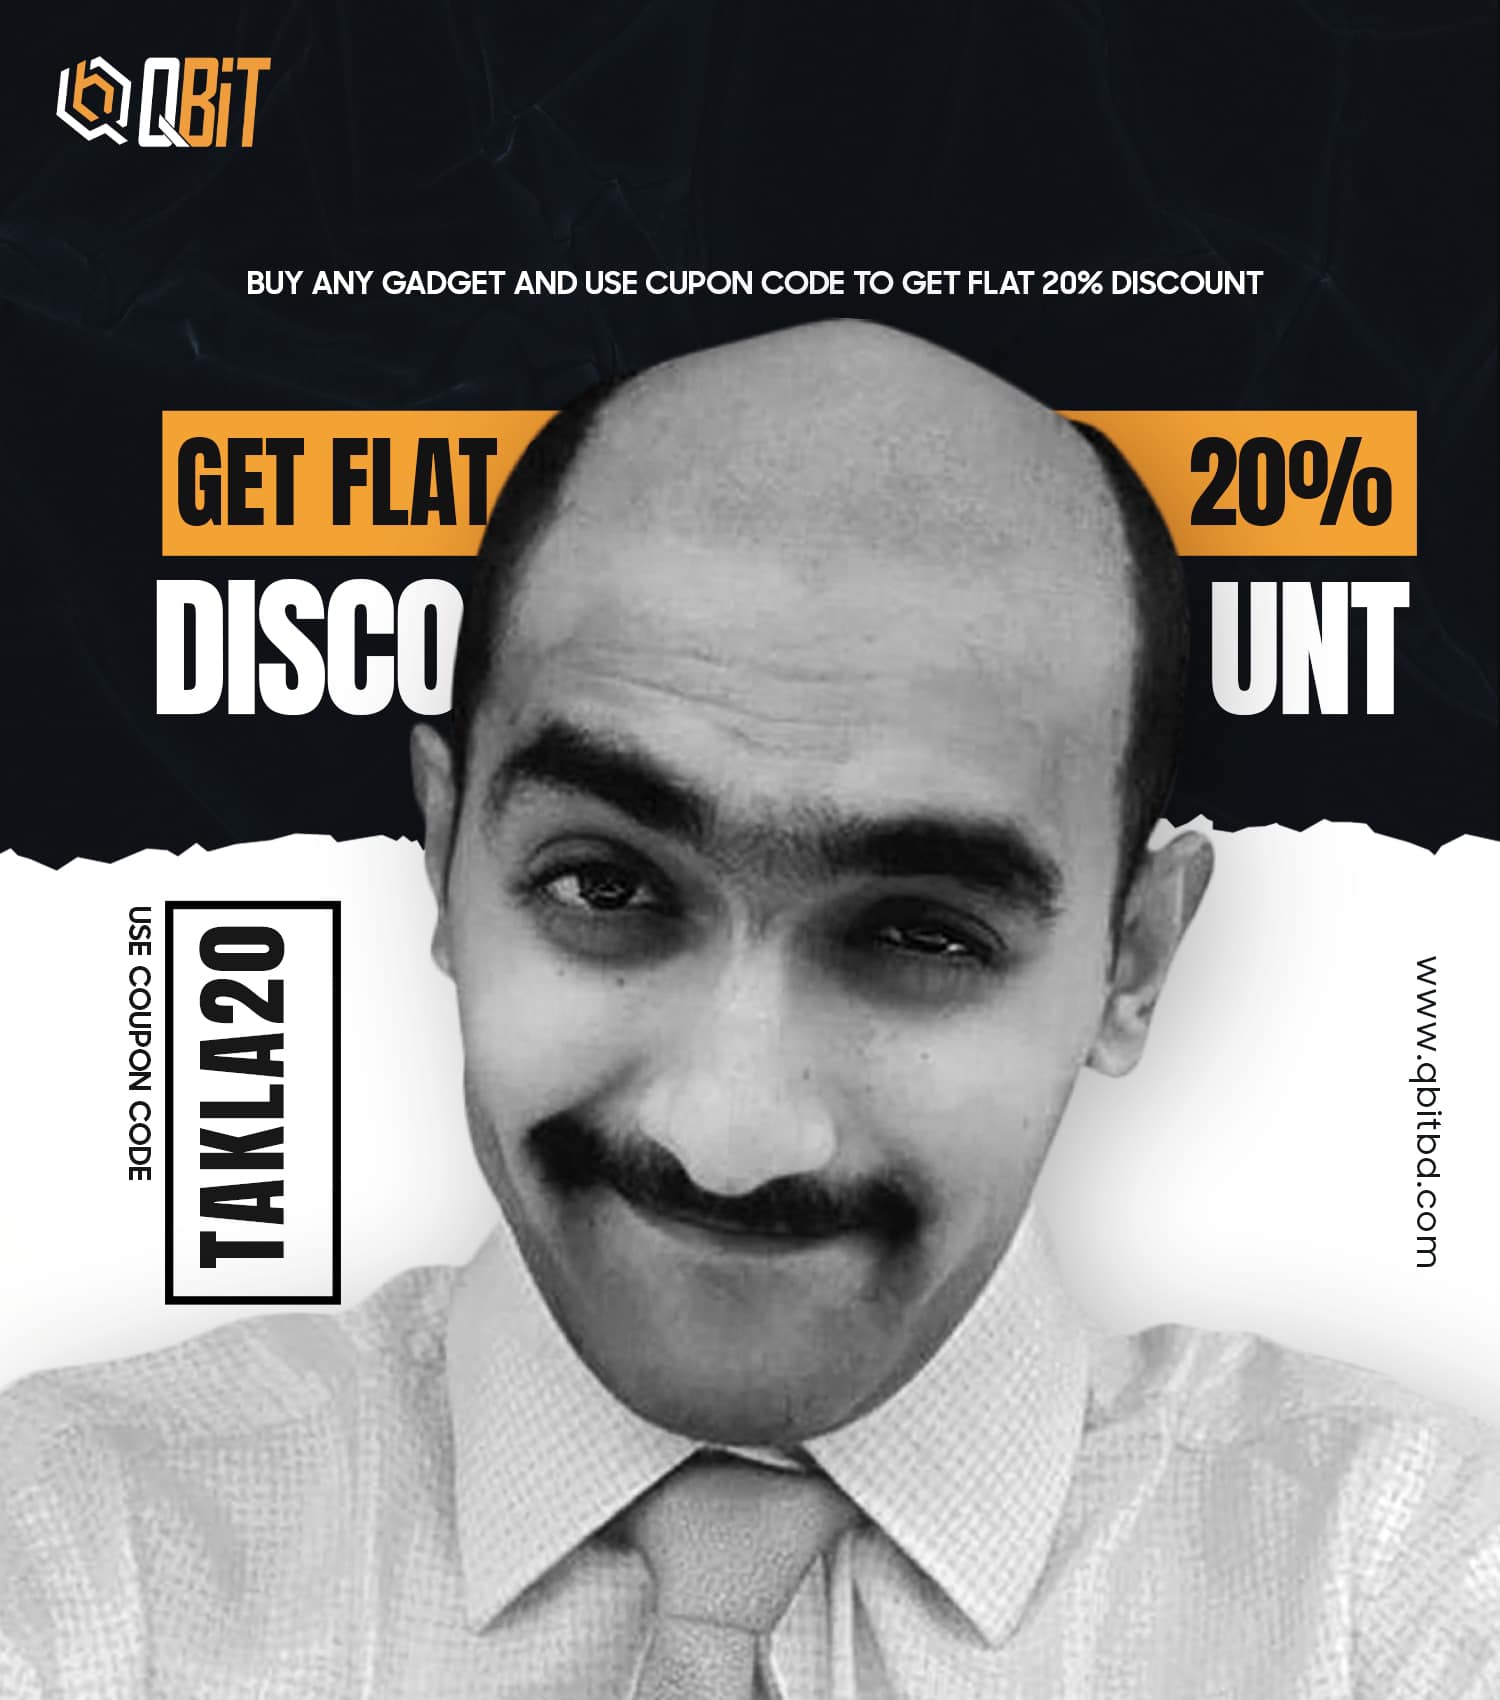 QBiT
BUY ANY GADGET AND USE CUPON CODE TO GET FLAT 20% DISCOUNT
GET FLAT 20%
DISCO UNT
USE COUPON CODE
TAKLA20
www.qbitbd.com